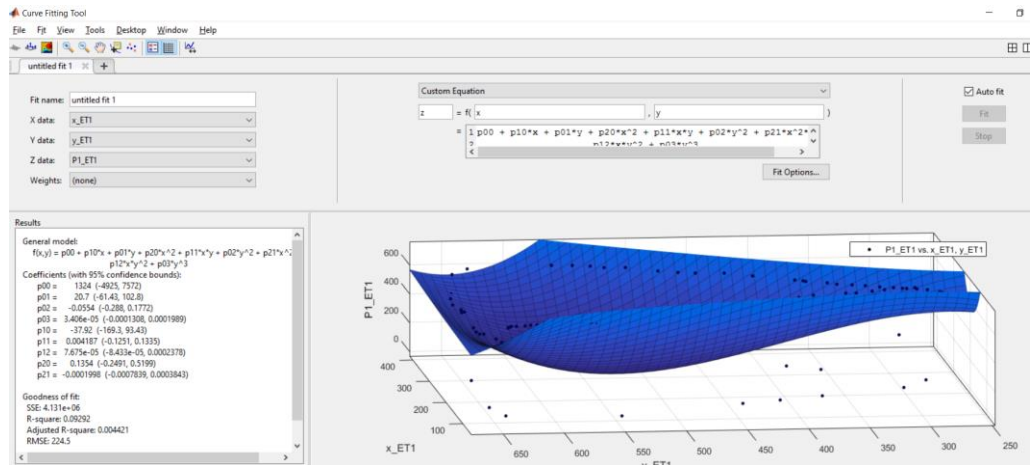 Curve Fitting Tool
File Fit View Tools Desktop Window Help
untitled fit 1
Fit name: untitled fit 1
X data: x_ET1
Y data: y_ET1
Z data: P1_ET1
Weights: (none)
Custom Equation
z = f( x , y )
= 1 p00 + p10*x + p01*y + p20*x^2 + p11*x*y + p02*y^2 + p21*x^2*
2 p12*x*y^2 + p03*y^3
Fit Options...
Auto fit
Fit
Stop
Results
General model:
f(x,y) = p00 + p10*x + p01*y + p20*x^2 + p11*x*y + p02*y^2 + p21*x^2
p12*x*y^2 + p03*y^3
Coefficients (with 95% confidence bounds):
p00 = 1324 (-4925, 7572)
p01 = 20.7 (-61.43, 102.8)
p02 = -0.0554 (-0.288, 0.1772)
p03 = 3.406e-05 (-0.0001308, 0.0001989)
p10 = -37.92 (-169.3, 93.43)
p11 = 0.004187 (-0.1251, 0.1335)
p12 = 7.675e-05 (-8.433e-05, 0.0002378)
p20 = 0.1354 (-0.2491, 0.5199)
p21 = -0.0001998 (-0.0007839, 0.0003843)
Goodness of fit:
SSE: 4.131e+06
R-square: 0.09292
Adjusted R-square: 0.004421
RMSE: 224.5
P1_ET1 vs. x_ET1, y_ET1
P1_ET1
600
400
200
0
400
300
200
100
x_ET1
650 600 550 500 450 400 350 300 250